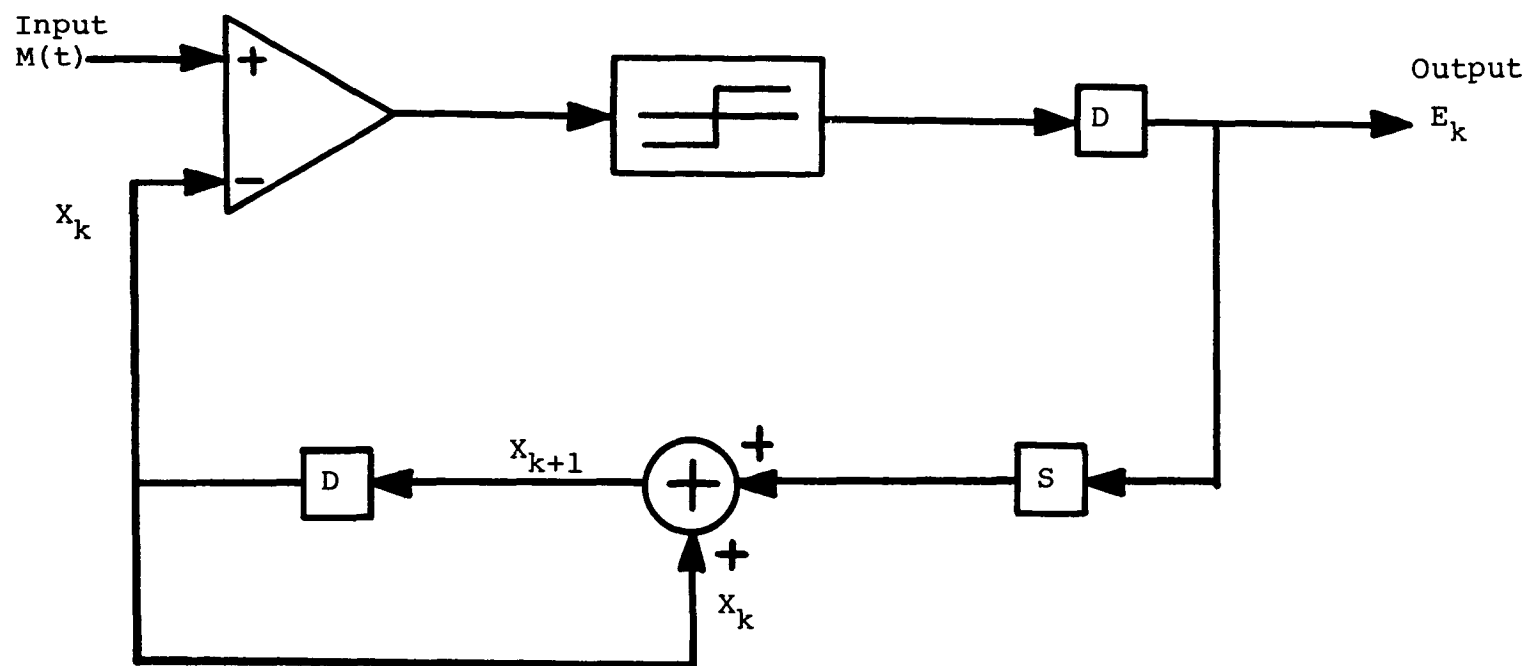 Input
M(t)
+
−
D
Output
E_k
X_k
D
X_{k+1}
+
+
S
+
X_k